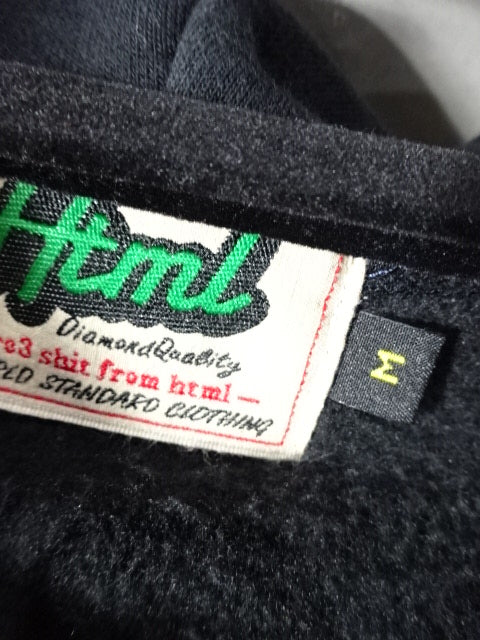 Html
DiamondQuality
shit from html—
STANDARD CLOTHING
M